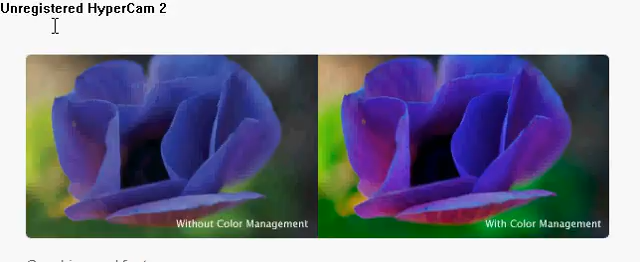 Unregistered HyperCam 2
Without Color Management
With Color Management